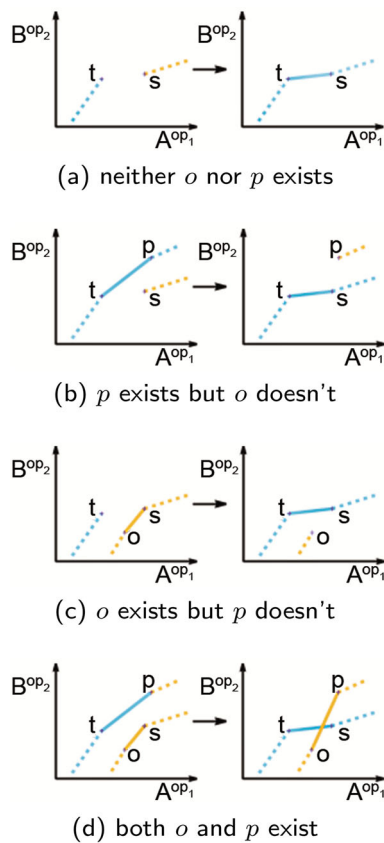 B^op2 t s A^op1 B^op2 t s A^op1
(a) neither o nor p exists
B^op2 p t s A^op1 B^op2 p t s A^op1
(b) p exists but o doesn't
B^op2 t s o A^op1 B^op2 t s o A^op1
(c) o exists but p doesn't
B^op2 p t s o A^op1 B^op2 p t s o A^op1
(d) both o and p exist